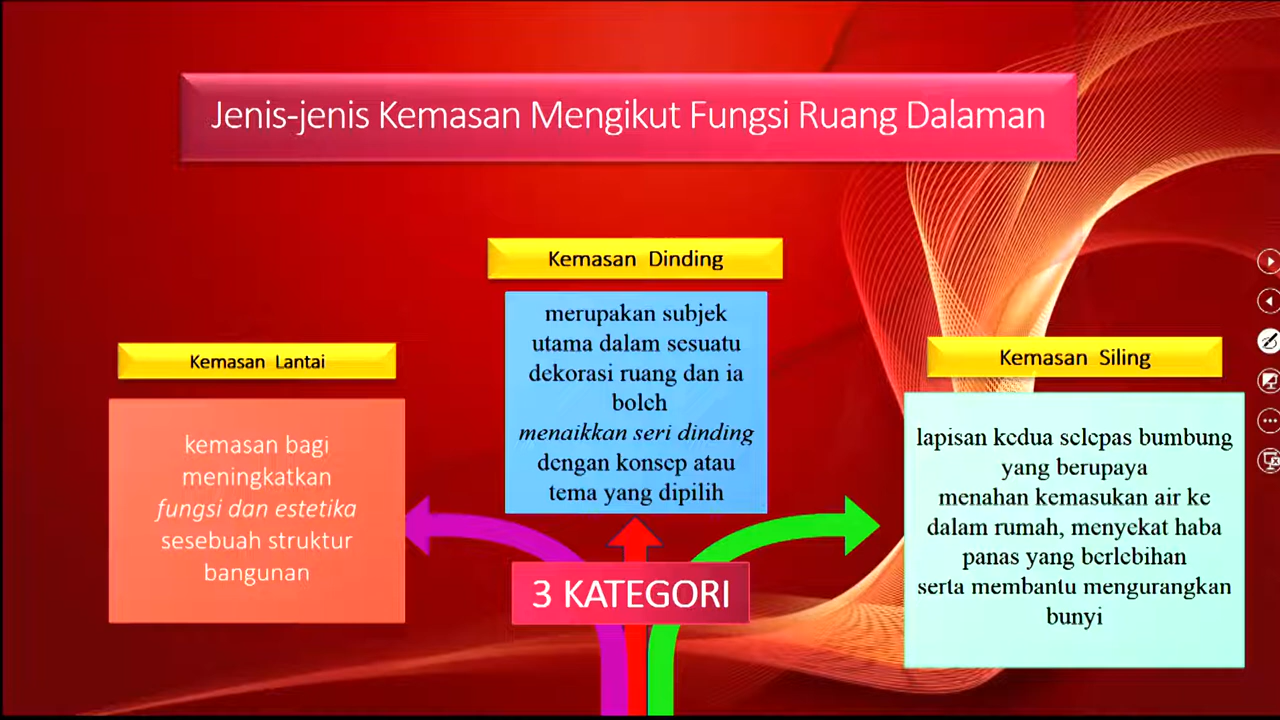 Jenis-jenis Kemasan Mengikut Fungsi Ruang Dalaman
Kemasan Dinding
merupakan subjek
utama dalam sesuatu
dekorasi ruang dan ia
boleh
menaikkan seri dinding
dengan konsep atau
tema yang dipilih
Kemasan Lantai
kemasan bagi
meningkatkan
fungsi dan estetika
sesebuah struktur
bangunan
Kemasan Siling
lapisan kedua selepas bumbung
yang berupaya
menahan kemasukan air ke
dalam rumah, menyekat haba
panas yang berlebihan
serta membantu mengurangkan
bunyi
3 KATEGORI